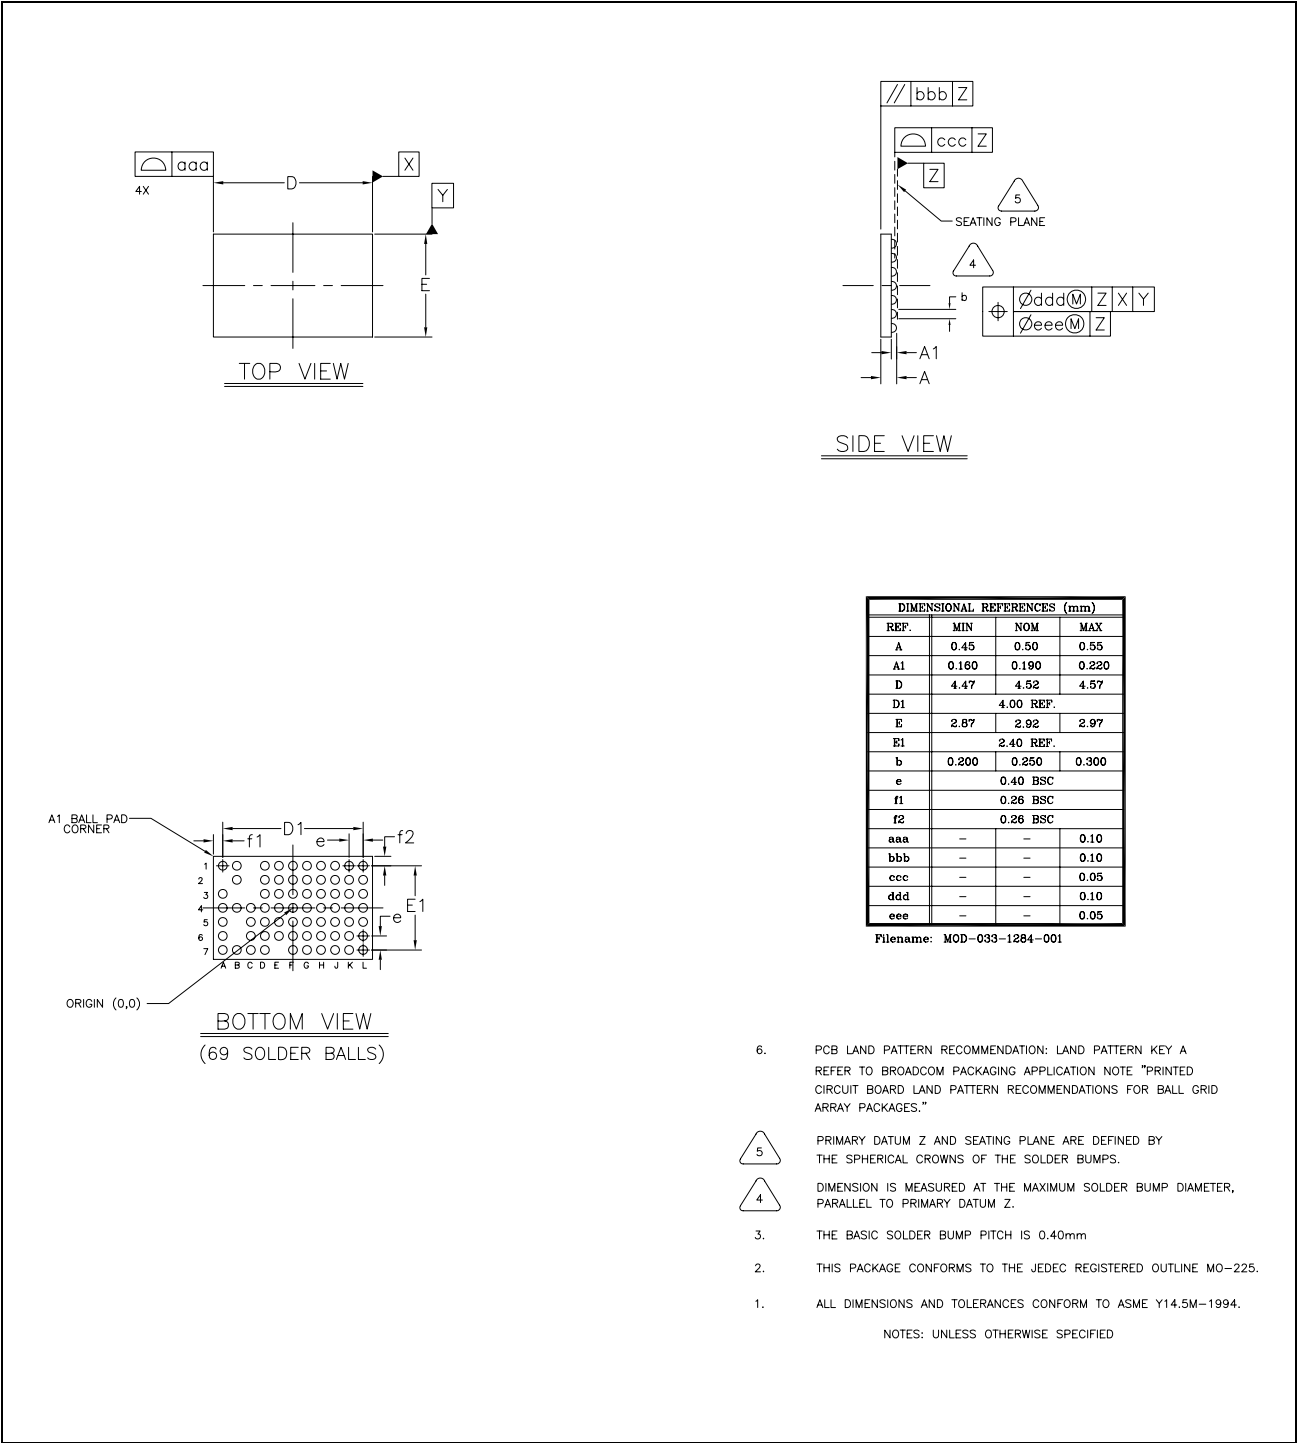 // bbb Z
ccc Z
aaa
4X
D
X
Y
Z
5
SEATING PLANE
4
E
b
Øddd Ⓜ Z X Y
Øeee Ⓜ Z
A1
A
TOP VIEW
SIDE VIEW
DIMENSIONAL REFERENCES (mm)
REF. MIN NOM MAX
A 0.45 0.50 0.55
A1 0.160 0.190 0.220
D 4.47 4.52 4.57
D1 4.00 REF.
E 2.87 2.92 2.97
E1 2.40 REF.
b 0.200 0.250 0.300
e 0.40 BSC
f1 0.26 BSC
f2 0.26 BSC
aaa – – 0.10
bbb – – 0.10
ccc – – 0.05
ddd – – 0.10
eee – – 0.05
Filename: MOD-033-1284-001
A1 BALL PAD
CORNER
f1
D1
e
f2
1
2
3
4
5
6
7
E1
e
A B C D E F G H J K L
ORIGIN (0,0)
BOTTOM VIEW
(69 SOLDER BALLS)
6. PCB LAND PATTERN RECOMMENDATION: LAND PATTERN KEY A
REFER TO BROADCOM PACKAGING APPLICATION NOTE "PRINTED
CIRCUIT BOARD LAND PATTERN RECOMMENDATIONS FOR BALL GRID
ARRAY PACKAGES."
5 PRIMARY DATUM Z AND SEATING PLANE ARE DEFINED BY
THE SPHERICAL CROWNS OF THE SOLDER BUMPS.
4 DIMENSION IS MEASURED AT THE MAXIMUM SOLDER BUMP DIAMETER,
PARALLEL TO PRIMARY DATUM Z.
3. THE BASIC SOLDER BUMP PITCH IS 0.40mm
2. THIS PACKAGE CONFORMS TO THE JEDEC REGISTERED OUTLINE MO-225.
1. ALL DIMENSIONS AND TOLERANCES CONFORM TO ASME Y14.5M-1994.
NOTES: UNLESS OTHERWISE SPECIFIED